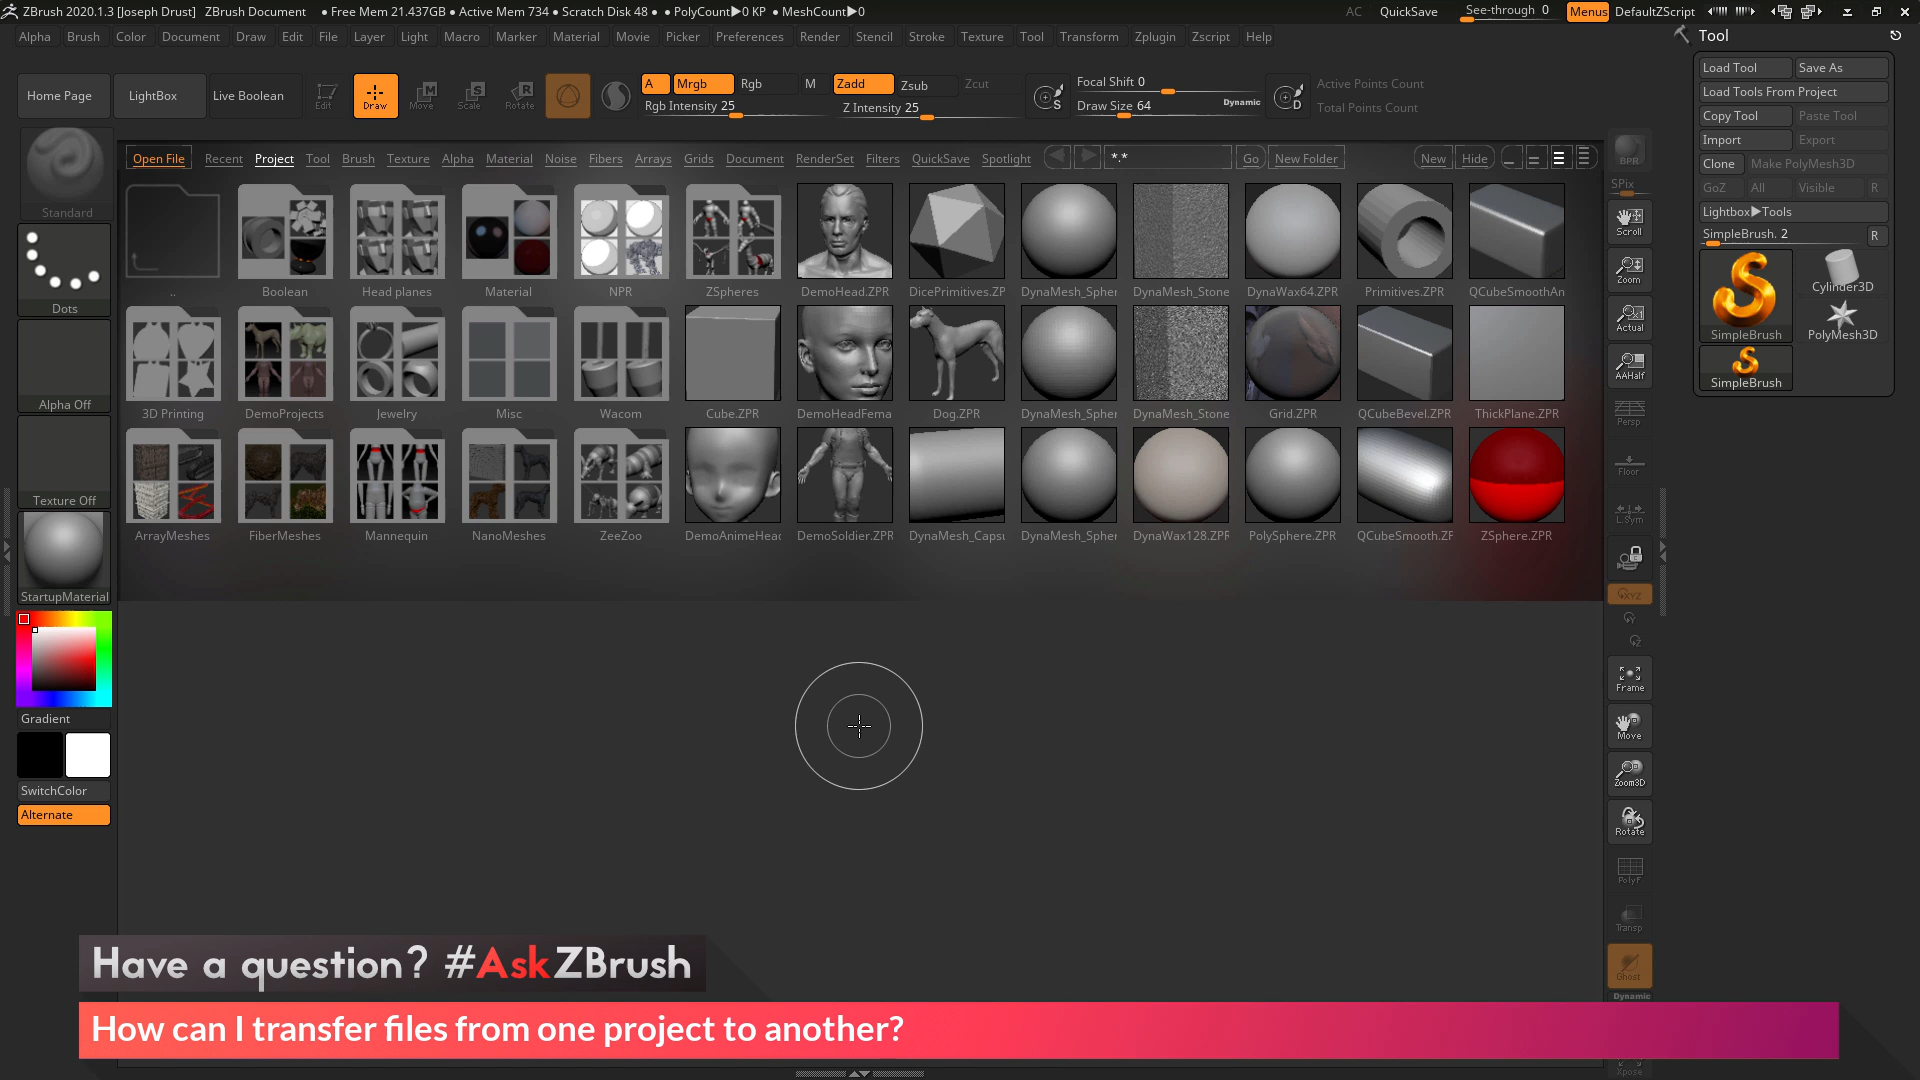 ZBrush 2020.1.3 [Joseph Drust] ZBrush Document • Free Mem 21.437GB • Active Mem 734 • Scratch Disk 48 • • PolyCount▶0 KP • MeshCount▶0 AC QuickSave See-through 0 Menus DefaultZScript
Alpha Brush Color Document Draw Edit File Layer Light Macro Marker Material Movie Picker Preferences Render Stencil Stroke Texture Tool Transform Zplugin Zscript Help
Tool
Load Tool Save As
Load Tools From Project
Copy Tool Paste Tool
Import Export
Clone Make PolyMesh3D
GoZ All Visible R
Lightbox▶Tools
SimpleBrush. 2 R
SimpleBrush Cylinder3D
PolyMesh3D
SimpleBrush
Home Page LightBox Live Boolean Edit Draw Move Scale Rotate
A Mrgb Rgb M Zadd Zsub Zcut
Rgb Intensity 25 Z Intensity 25
S Focal Shift 0
Draw Size 64 Dynamic
D Active Points Count
Total Points Count
Standard
Dots
Alpha Off
Texture Off
StartupMaterial
Gradient
SwitchColor
Alternate
Open File Recent Project Tool Brush Texture Alpha Material Noise Fibers Arrays Grids Document RenderSet Filters QuickSave Spotlight *.* Go New Folder New Hide
.. Boolean Head planes Material NPR ZSpheres DemoHead.ZPR DicePrimitives.ZP DynaMesh_Spher DynaMesh_Stone DynaWax64.ZPR Primitives.ZPR QCubeSmoothAn
3D Printing DemoProjects Jewelry Misc Wacom Cube.ZPR DemoHeadFema Dog.ZPR DynaMesh_Spher DynaMesh_Stone Grid.ZPR QCubeBevel.ZPR ThickPlane.ZPR
ArrayMeshes FiberMeshes Mannequin NanoMeshes ZeeZoo DemoAnimeHead DemoSoldier.ZPR DynaMesh_Capsu DynaMesh_Spher DynaWax128.ZPR PolySphere.ZPR QCubeSmooth.ZP ZSphere.ZPR
BPR
SPix
Scroll
Zoom
Actual
AAHalf
Persp
Floor
L.Sym
XYZ
Y
Z
Frame
Move
Zoom3D
Rotate
PolyF
Transp
Ghost
Dynamic
Xpose
Have a question? #AskZBrush
How can I transfer files from one project to another?